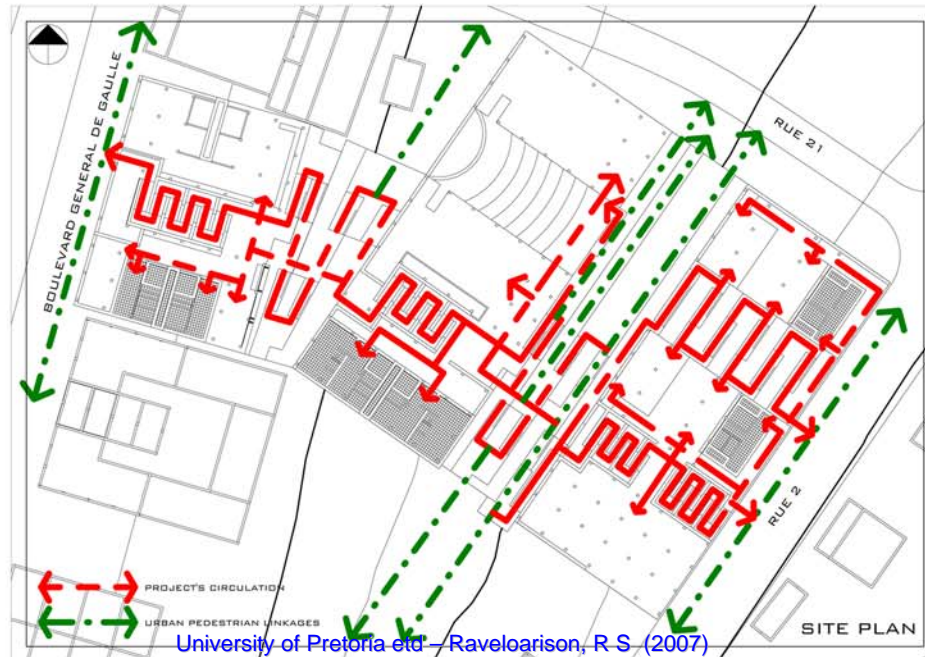 BOULEVARD GENERAL DE GAULLE
RUE 21
RUE 2
PROJECT'S CIRCULATION
URBAN PEDESTRIAN LINKAGES
SITE PLAN
University of Pretoria etd – Raveloarison, R S (2007)